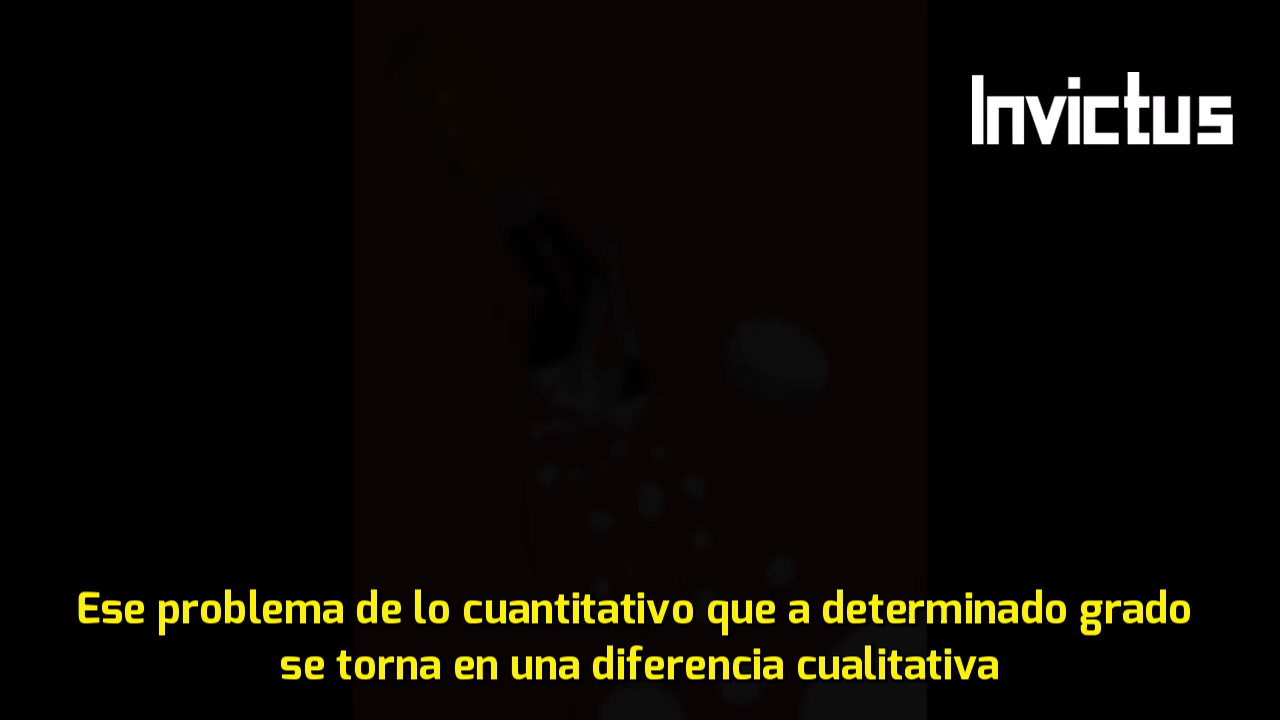 Invictus
Ese problema de lo cuantitativo que a determinado grado
se torna en una diferencia cualitativa